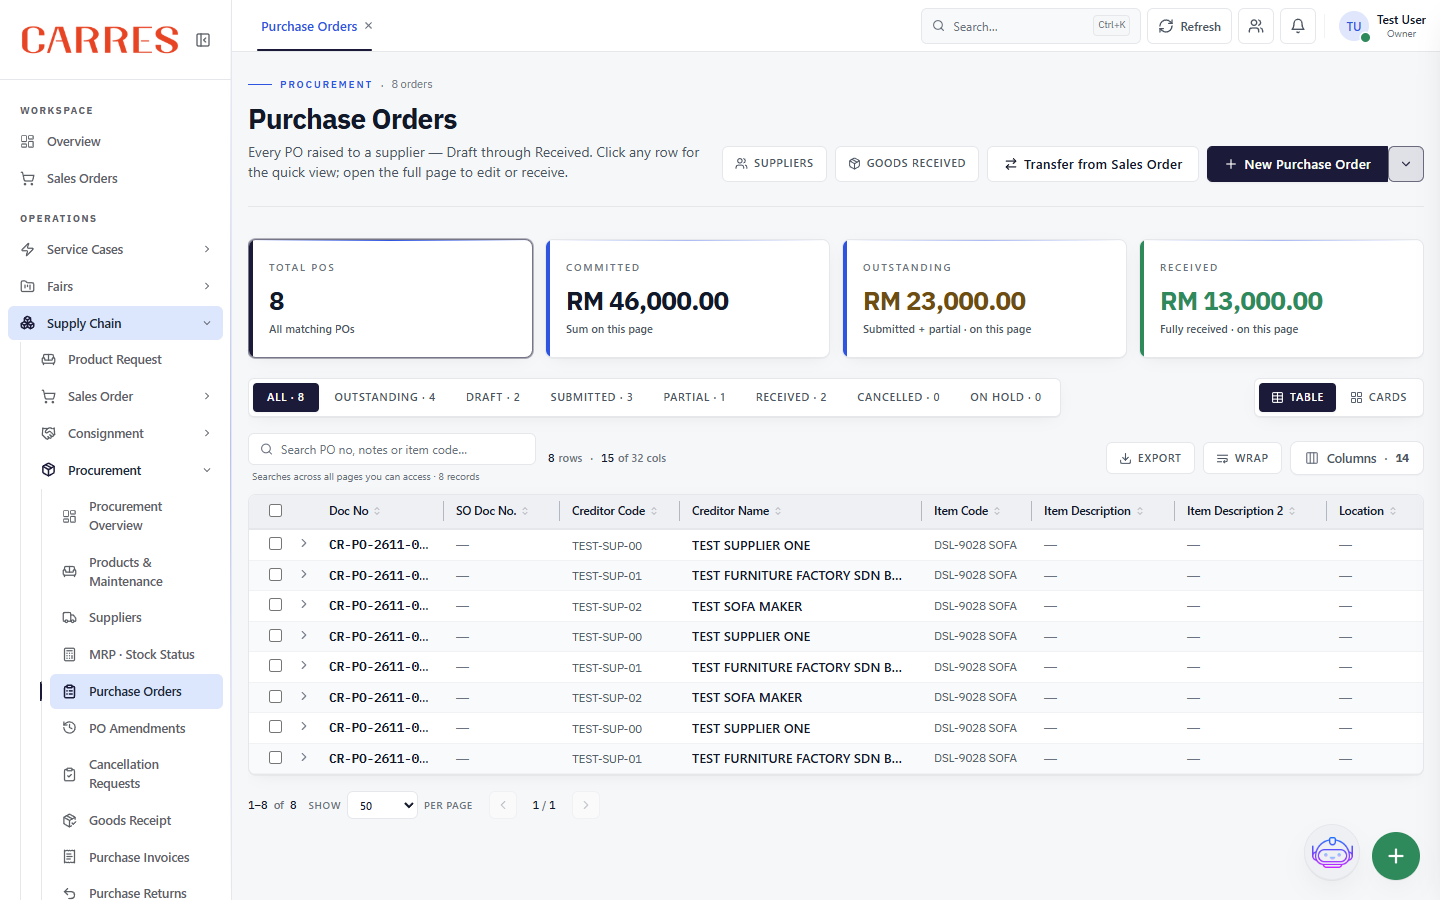 CARRES
Purchase Orders ×
Search... Ctrl+K
Refresh
TU
Test User
Owner
WORKSPACE
Overview
Sales Orders
OPERATIONS
Service Cases
Fairs
Supply Chain
Product Request
Sales Order
Consignment
Procurement
Procurement
Overview
Products &
Maintenance
Suppliers
MRP · Stock Status
Purchase Orders
PO Amendments
Cancellation
Requests
Goods Receipt
Purchase Invoices
Purchase Returns
PROCUREMENT · 8 orders
Purchase Orders
Every PO raised to a supplier — Draft through Received. Click any row for
the quick view; open the full page to edit or receive.
SUPPLIERS
GOODS RECEIVED
Transfer from Sales Order
+ New Purchase Order
TOTAL POS
8
All matching POs
COMMITTED
RM 46,000.00
Sum on this page
OUTSTANDING
RM 23,000.00
Submitted + partial · on this page
RECEIVED
RM 13,000.00
Fully received · on this page
ALL · 8 OUTSTANDING · 4 DRAFT · 2 SUBMITTED · 3 PARTIAL · 1 RECEIVED · 2 CANCELLED · 0 ON HOLD · 0
TABLE CARDS
Search PO no, notes or item code...
8 rows · 15 of 32 cols
Searches across all pages you can access · 8 records
EXPORT WRAP Columns · 14
Doc No SO Doc No. Creditor Code Creditor Name Item Code Item Description Item Description 2 Location
CR-PO-2611-0... — TEST-SUP-00 TEST SUPPLIER ONE DSL-9028 SOFA — — —
CR-PO-2611-0... — TEST-SUP-01 TEST FURNITURE FACTORY SDN B... DSL-9028 SOFA — — —
CR-PO-2611-0... — TEST-SUP-02 TEST SOFA MAKER DSL-9028 SOFA — — —
CR-PO-2611-0... — TEST-SUP-00 TEST SUPPLIER ONE DSL-9028 SOFA — — —
CR-PO-2611-0... — TEST-SUP-01 TEST FURNITURE FACTORY SDN B... DSL-9028 SOFA — — —
CR-PO-2611-0... — TEST-SUP-02 TEST SOFA MAKER DSL-9028 SOFA — — —
CR-PO-2611-0... — TEST-SUP-00 TEST SUPPLIER ONE DSL-9028 SOFA — — —
CR-PO-2611-0... — TEST-SUP-01 TEST FURNITURE FACTORY SDN B... DSL-9028 SOFA — — —
1–8 of 8 SHOW 50 PER PAGE 1 / 1